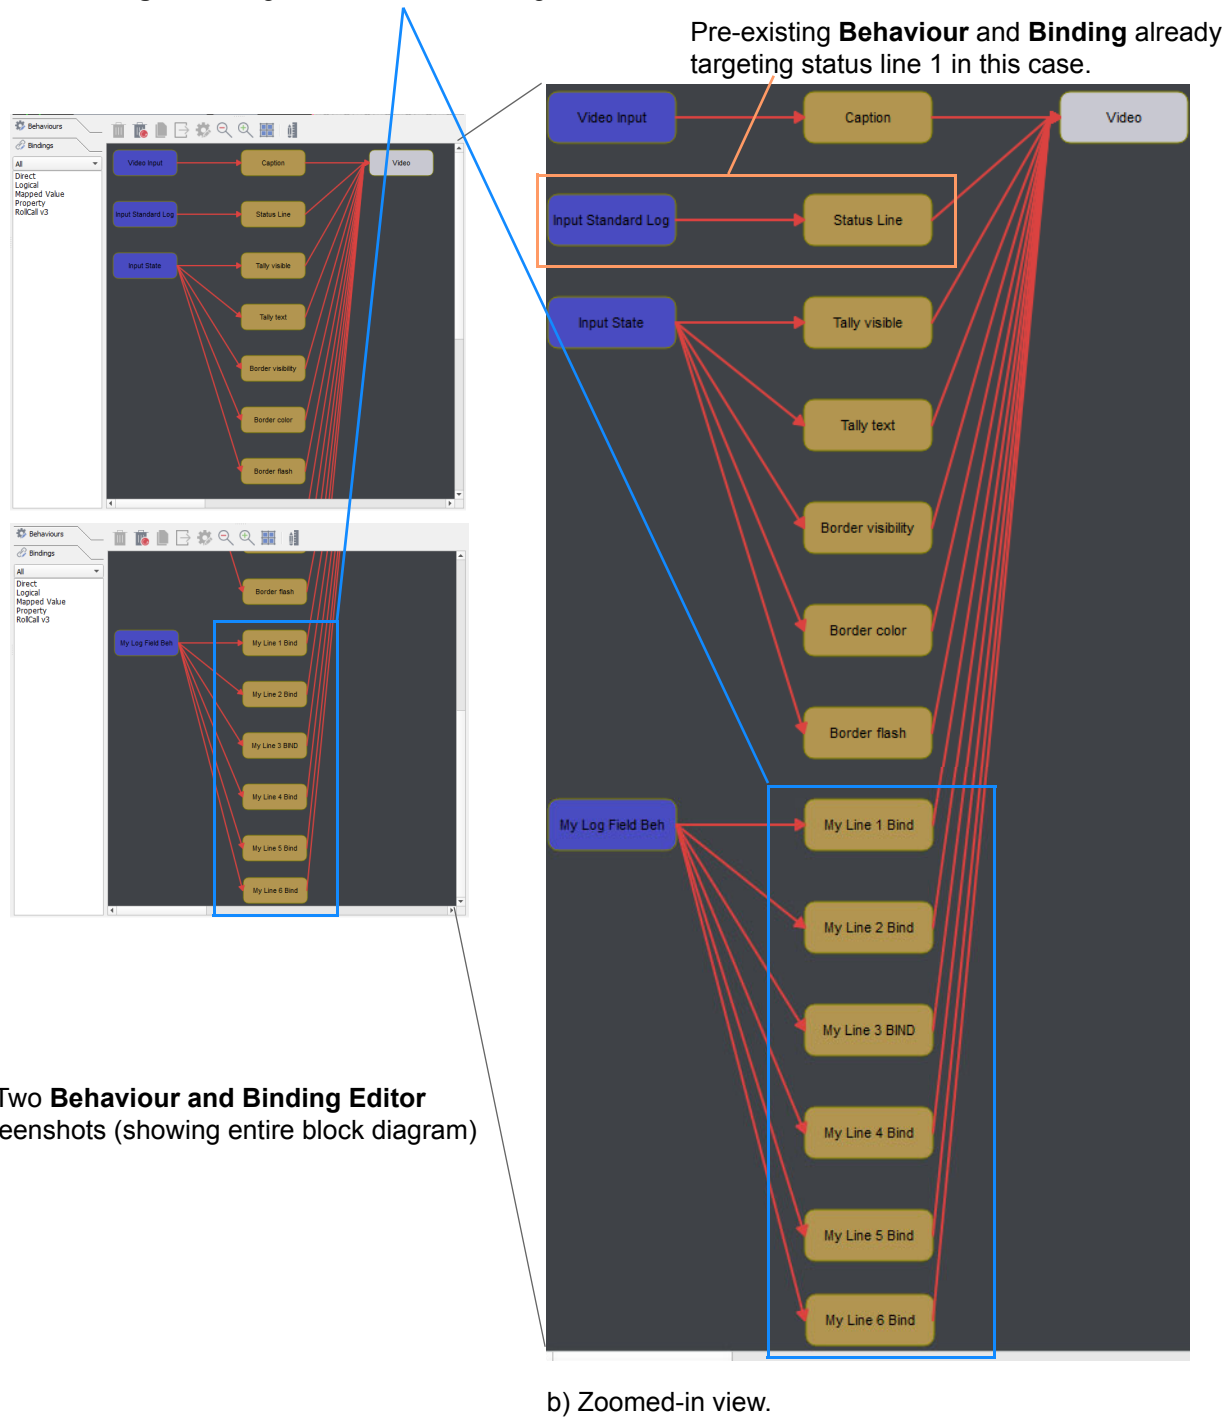 Pre-existing Behaviour and Binding already
targeting status line 1 in this case.
Behaviours
Bindings
All
Direct
Logical
Mapped Value
Property
RollCall v3
Video Input
Caption
Video
Input Standard Log
Status Line
Input State
Tally visible
Tally text
Border visibility
Border color
Border flash
Behaviours
Bindings
All
Direct
Logical
Mapped Value
Property
RollCall v3
Border flash
My Log Field Beh
My Line 1 Bind
My Line 2 Bind
My Line 3 BIND
My Line 4 Bind
My Line 5 Bind
My Line 6 Bind
Two Behaviour and Binding Editor
eenshots (showing entire block diagram)
Video Input
Caption
Video
Input Standard Log
Status Line
Input State
Tally visible
Tally text
Border visibility
Border color
Border flash
My Log Field Beh
My Line 1 Bind
My Line 2 Bind
My Line 3 BIND
My Line 4 Bind
My Line 5 Bind
My Line 6 Bind
b) Zoomed-in view.